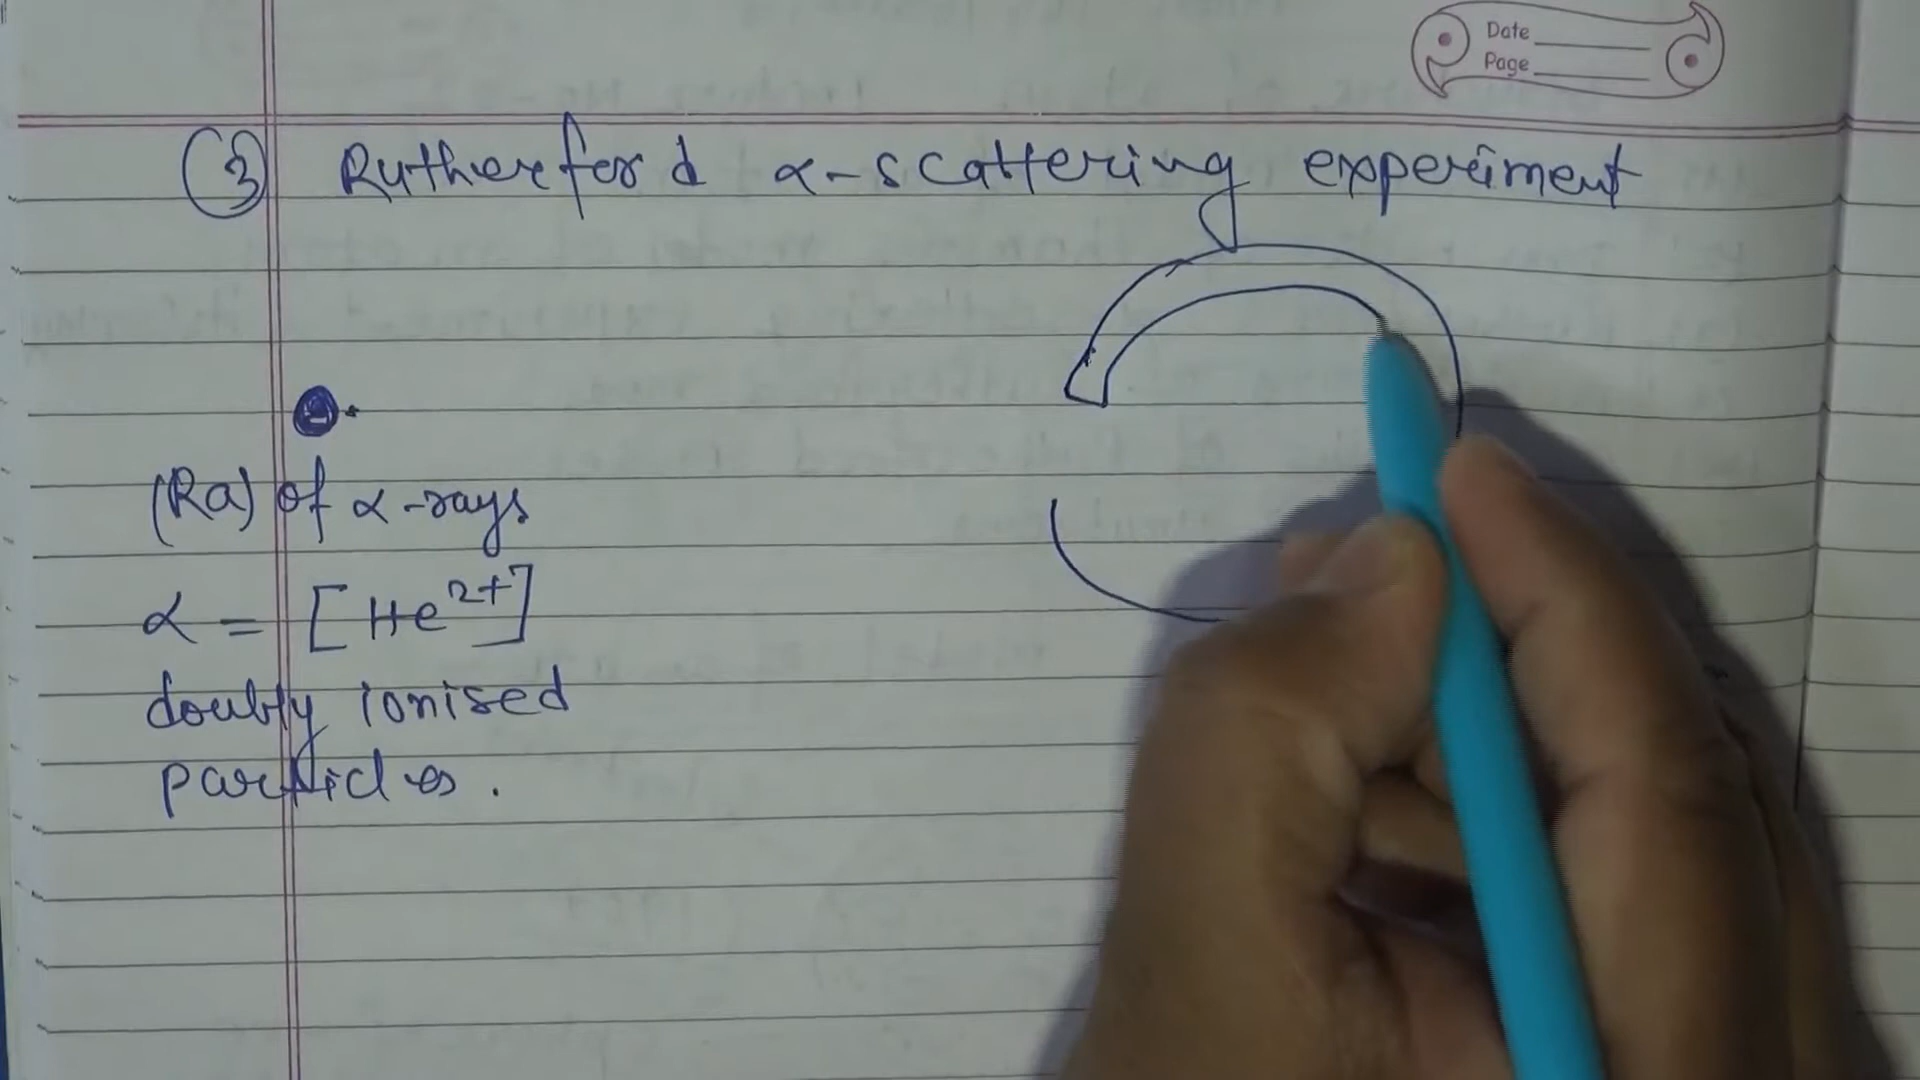 Date
Page
(3) Rutherford α-scattering experiment
(Ra) of α-rays
α = [He²⁺]
doubly ionised
particles.